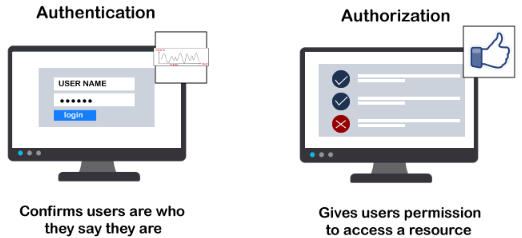 Authentication
Authorization
USER NAME
login
Confirms users are who
they say they are
Gives users permission
to access a resource